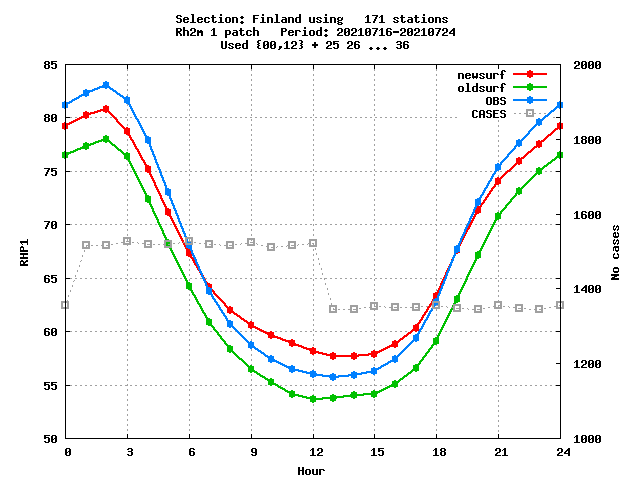 Selection: Finland using   171 stations
Rh2m 1 patch   Period: 20210716-20210724
Used {00,12} + 25 26 ... 36
85
80
75
70
65
60
55
50
2000
1800
1600
1400
1200
1000
newsurf
oldsurf
OBS
CASES
RHP1
No cases
0 3 6 9 12 15 18 21 24
Hour